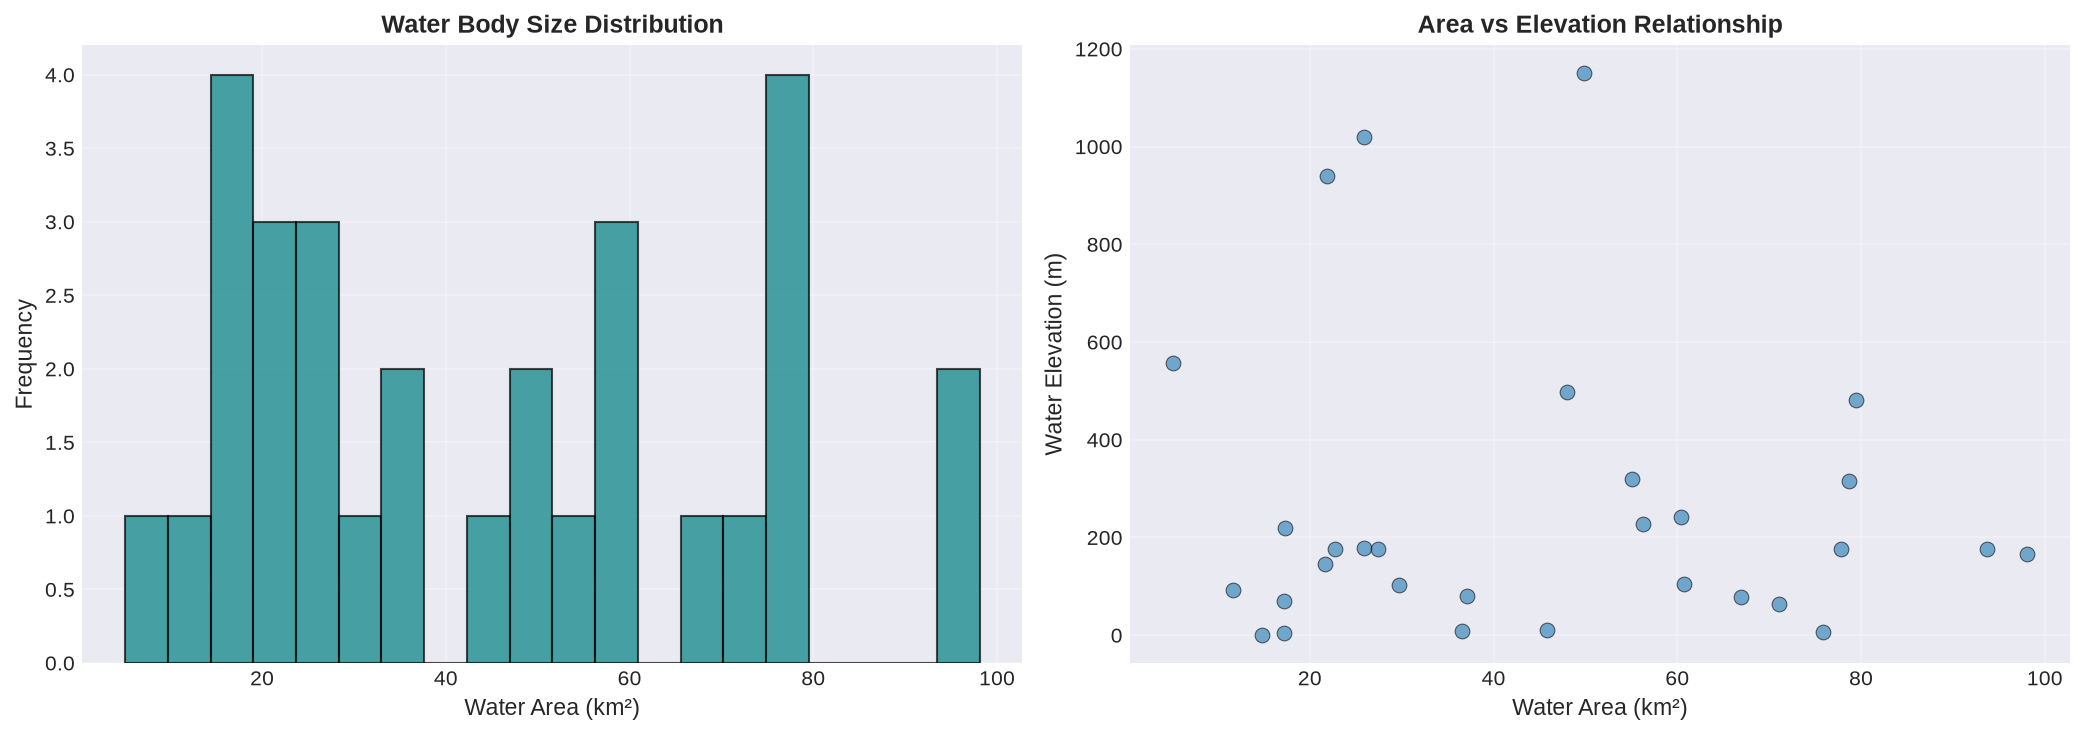 Water Body Size Distribution
4.0
3.5
3.0
2.5
2.0
1.5
1.0
0.5
0.0
Frequency
20 40 60 80 100
Water Area (km²)
Area vs Elevation Relationship
1200
1000
800
600
400
200
0
Water Elevation (m)
20 40 60 80 100
Water Area (km²)